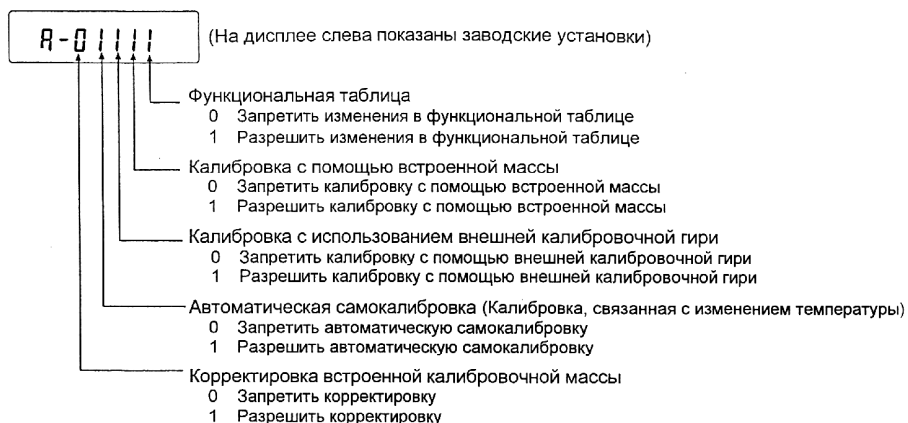 A-01111
(На дисплее слева показаны заводские установки)
Функциональная таблица
0 Запретить изменения в функциональной таблице
1 Разрешить изменения в функциональной таблице
Калибровка с помощью встроенной массы
0 Запретить калибровку с помощью встроенной массы
1 Разрешить калибровку с помощью встроенной массы
Калибровка с использованием внешней калибровочной гири
0 Запретить калибровку с помощью внешней калибровочной гири
1 Разрешить калибровку с помощью внешней калибровочной гири
Автоматическая самокалибровка (Калибровка, связанная с изменением температуры)
0 Запретить автоматическую самокалибровку
1 Разрешить автоматическую самокалибровку
Корректировка встроенной калибровочной массы
0 Запретить корректировку
1 Разрешить корректировку